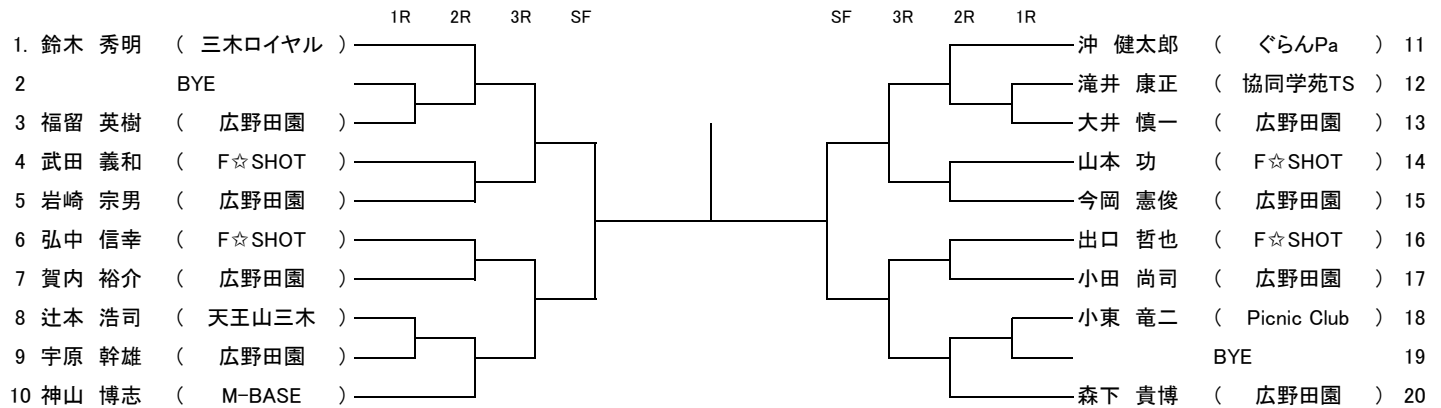 1R 2R 3R SF SF 3R 2R 1R
1. 鈴木 秀明 ( 三木ロイヤル ) 沖 健太郎 ( ぐらんPa ) 11
2 BYE 滝井 康正 ( 協同学苑TS ) 12
3 福留 英樹 ( 広野田園 ) 大井 慎一 ( 広野田園 ) 13
4 武田 義和 ( F☆SHOT ) 山本 功 ( F☆SHOT ) 14
5 岩崎 宗男 ( 広野田園 ) 今岡 憲俊 ( 広野田園 ) 15
6 弘中 信幸 ( F☆SHOT ) 出口 哲也 ( F☆SHOT ) 16
7 賀内 裕介 ( 広野田園 ) 小田 尚司 ( 広野田園 ) 17
8 辻本 浩司 ( 天王山三木 ) 小東 竜二 ( Picnic Club ) 18
9 宇原 幹雄 ( 広野田園 ) BYE 19
10 神山 博志 ( M-BASE ) 森下 貴博 ( 広野田園 ) 20